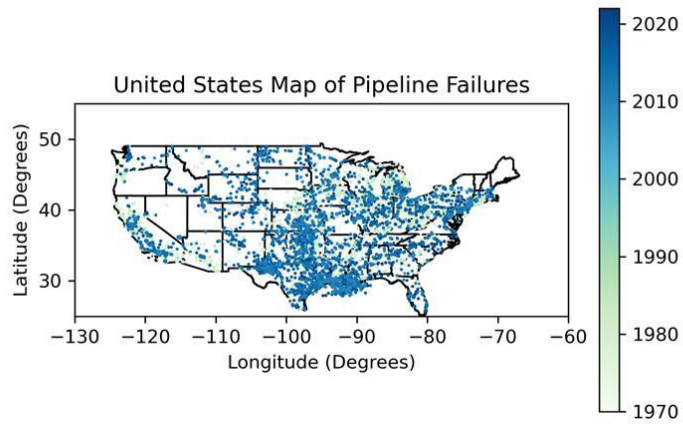 United States Map of Pipeline Failures
Latitude (Degrees)
50
40
30
−130 −120 −110 −100 −90 −80 −70 −60
Longitude (Degrees)
2020
2010
2000
1990
1980
1970